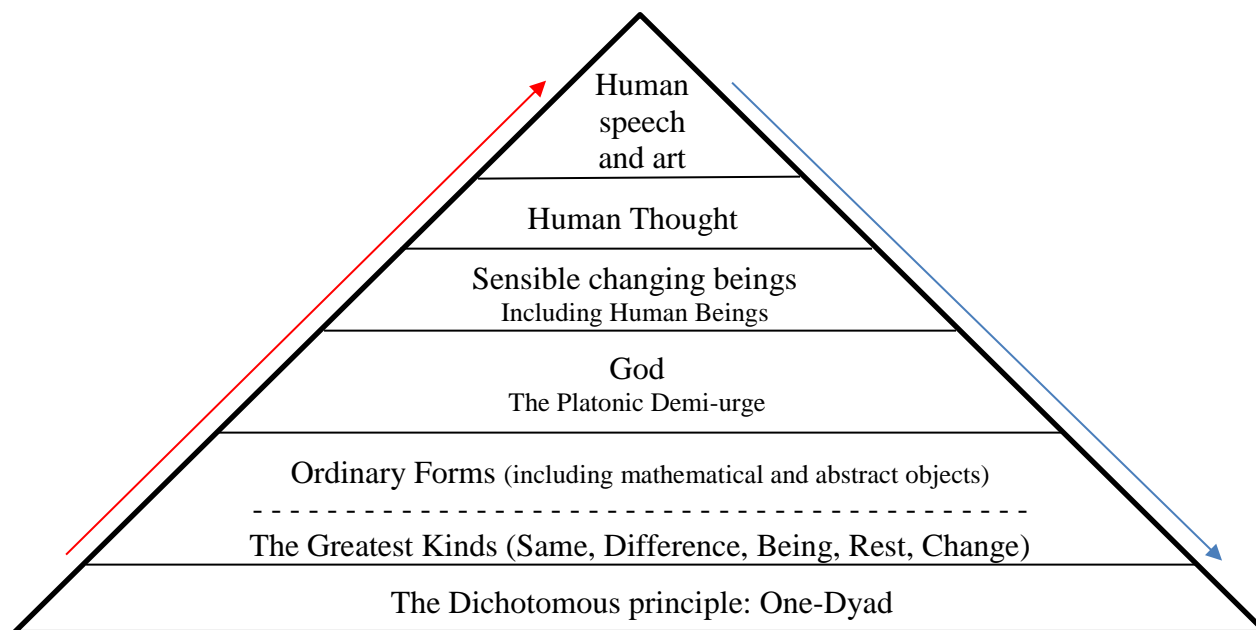 Human
speech
and art
Human Thought
Sensible changing beings
Including Human Beings
God
The Platonic Demi-urge
Ordinary Forms (including mathematical and abstract objects)
The Greatest Kinds (Same, Difference, Being, Rest, Change)
The Dichotomous principle: One-Dyad